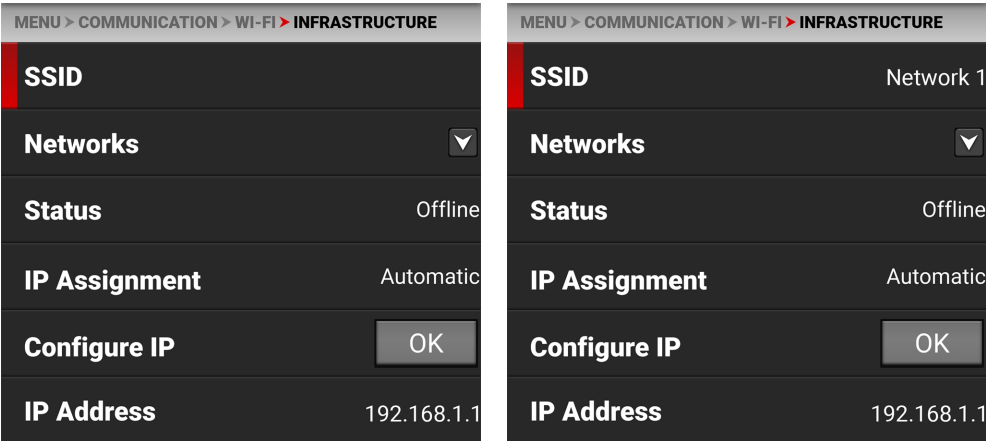 MENU > COMMUNICATION > WI-FI > INFRASTRUCTURE
SSID
Networks
Status Offline
IP Assignment Automatic
Configure IP OK
IP Address 192.168.1.1
MENU > COMMUNICATION > WI-FI > INFRASTRUCTURE
SSID Network 1
Networks
Status Offline
IP Assignment Automatic
Configure IP OK
IP Address 192.168.1.1